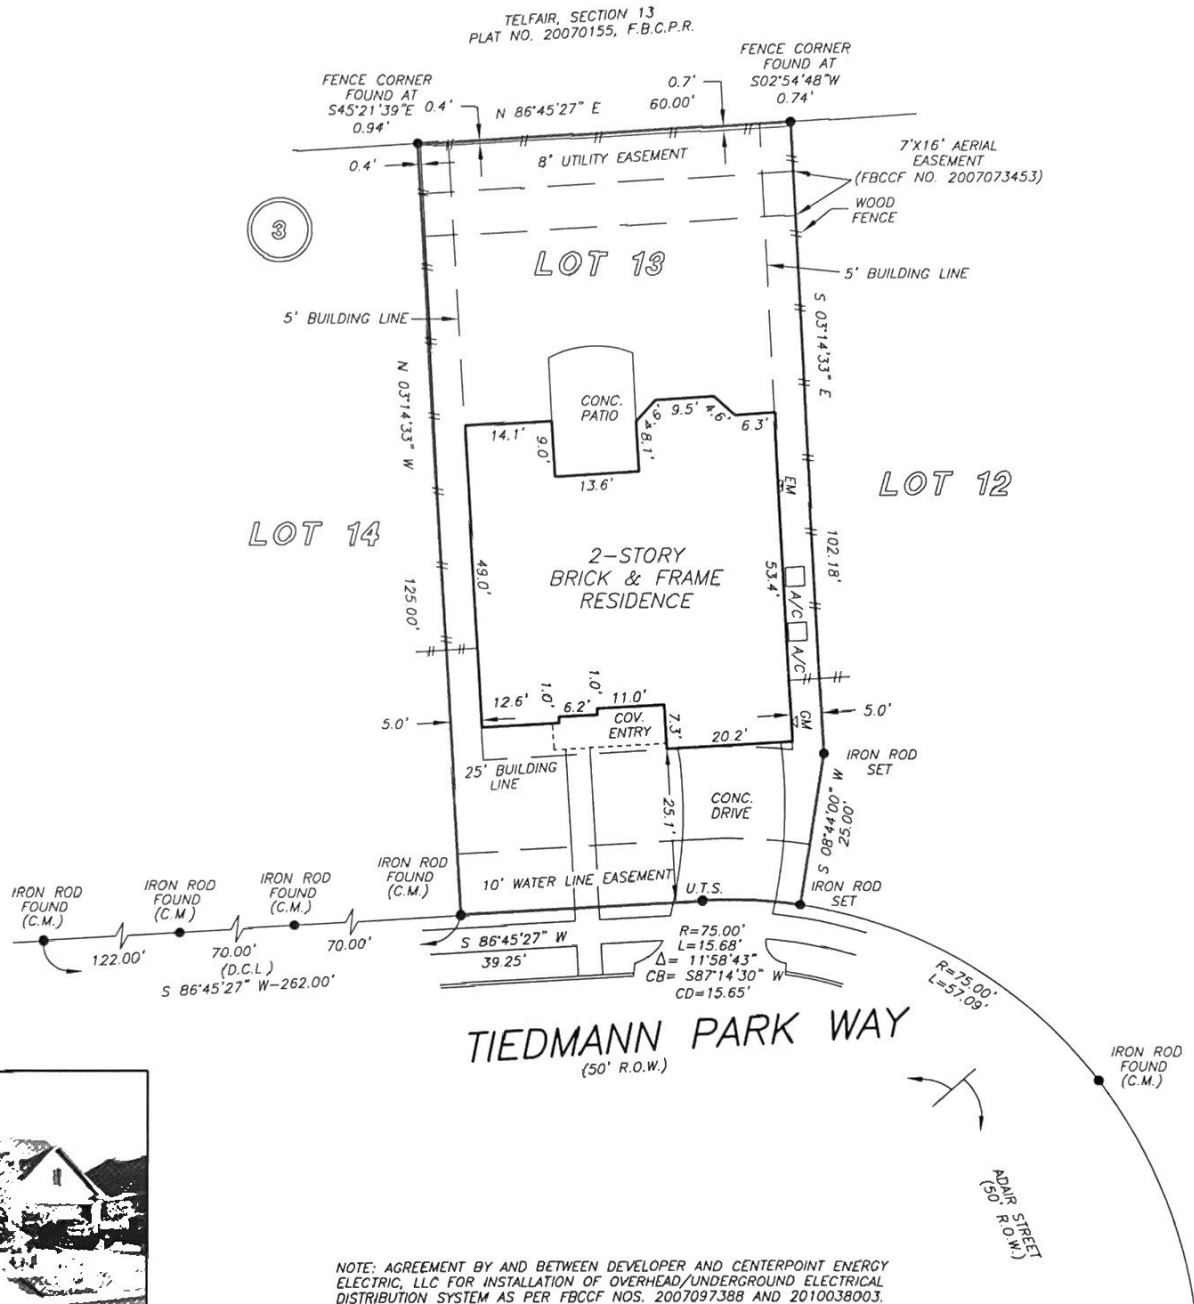 TELFAIR, SECTION 13
PLAT NO. 20070155, F.B.C.P.R.
FENCE CORNER
FOUND AT
S45°21'39"E
0.94'
0.4'
N 86°45'27" E
0.7'
60.00'
FENCE CORNER
FOUND AT
S02°54'48"W
0.74'
0.4'
8' UTILITY EASEMENT
7'X16' AERIAL
EASEMENT
(FBCCF NO. 2007073453)
WOOD
FENCE
3
LOT 13
5' BUILDING LINE
5' BUILDING LINE
S 03°14'33" E
N 03°14'33" W
CONC.
PATIO
14.1'
9.0'
13.6'
8.1'
4.6'
9.5'
4.6'
6.3'
EM
LOT 12
LOT 14
2-STORY
BRICK & FRAME
RESIDENCE
49.0'
53.4'
102.18'
125.00'
A/C
A/C
12.6'
1.0'
6.2'
1.0'
11.0'
COV.
ENTRY
7.3'
20.2'
GM
5.0'
5.0'
25' BUILDING
LINE
IRON ROD
SET
25.1'
CONC.
DRIVE
S 08°44'00" W
25.00'
10' WATER LINE EASEMENT
U.T.S.
IRON ROD
SET
IRON ROD
FOUND
(C.M.)
IRON ROD
FOUND
(C.M)
IRON ROD
FOUND
(C.M.)
IRON ROD
FOUND
(C.M.)
122.00'
70.00'
70.00'
(D.C.L.)
S 86°45'27" W-262.00'
S 86°45'27" W
39.25'
R=75.00'
L=15.68'
Δ= 11°58'43"
CB= S87°14'30" W
CD=15.65'
R=75.00'
L=57.09'
TIEDMANN PARK WAY
(50' R.O.W.)
IRON ROD
FOUND
(C.M.)
ADAIR STREET
(50' R.O.W.)
NOTE: AGREEMENT BY AND BETWEEN DEVELOPER AND CENTERPOINT ENERGY
ELECTRIC, LLC FOR INSTALLATION OF OVERHEAD/UNDERGROUND ELECTRICAL
DISTRIBUTION SYSTEM AS PER FBCCF NOS. 2007097388 AND 2010038003.